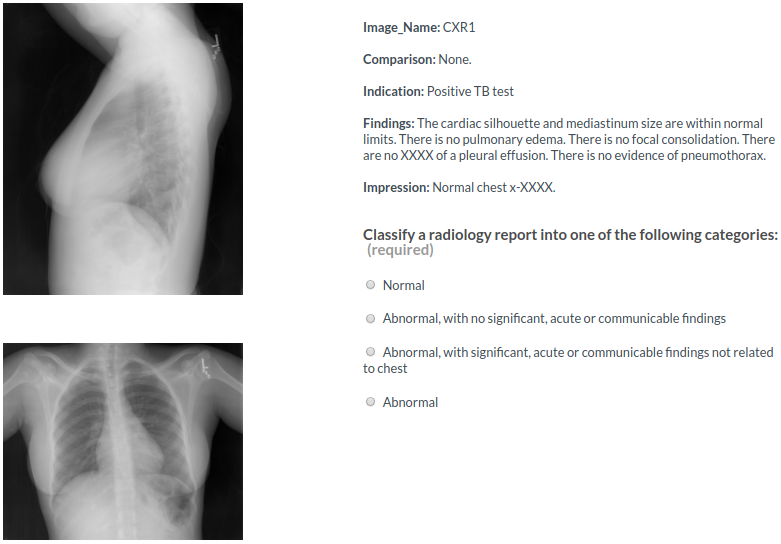 Image_Name: CXR1
Comparison: None.
Indication: Positive TB test
Findings: The cardiac silhouette and mediastinum size are within normal
limits. There is no pulmonary edema. There is no focal consolidation. There
are no XXXX of a pleural effusion. There is no evidence of pneumothorax.
Impression: Normal chest x-XXXX.
Classify a radiology report into one of the following categories:
(required)
Normal
Abnormal, with no significant, acute or communicable findings
Abnormal, with significant, acute or communicable findings not related
to chest
Abnormal